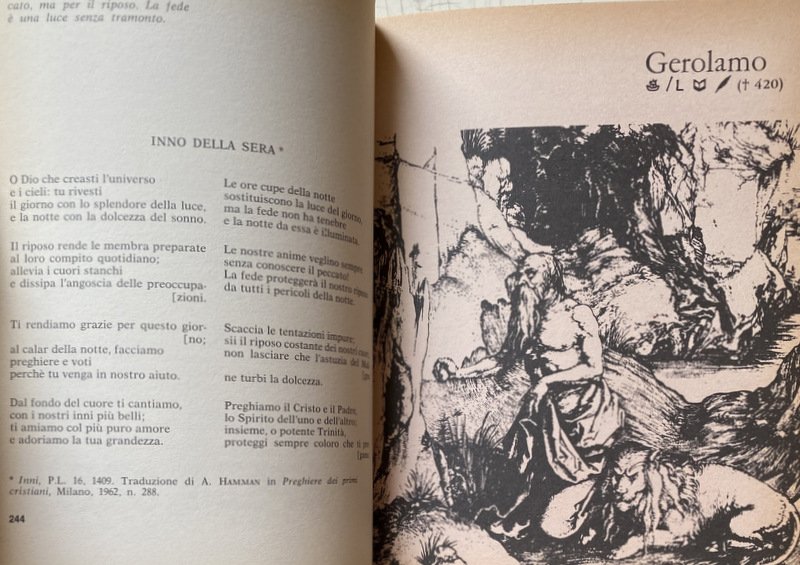 cato, ma per il riposo. La fede
è una luce senza tramonto.
INNO DELLA SERA*
O Dio che creasti l'universo
e i cieli: tu rivesti
il giorno con lo splendore della luce,
e la notte con la dolcezza del sonno.
Il riposo rende le membra preparate
al loro compito quotidiano;
allevia i cuori stanchi
e dissipa l'angoscia delle preoccupa-
[zioni.
Ti rendiamo grazie per questo gior-
[no;
al calar della notte, facciamo
preghiere e voti
perchè tu venga in nostro aiuto.
Dal fondo del cuore ti cantiamo,
con i nostri inni più belli;
ti amiamo col più puro amore
e adoriamo la tua grandezza.
Le ore cupe della notte
sostituiscono la luce del giorno,
ma la fede non ha tenebre
e la notte da essa è illuminata.
Le nostre anime veglino sempre
senza conoscere il peccato!
La fede proteggerà il nostro riposo
da tutti i pericoli della notte.
Scaccia le tentazioni impure;
sii il riposo costante dei nostri cuori,
non lasciare che l'astuzia del
ne turbi la dolcezza.
Preghiamo il Cristo e il Padre,
lo Spirito dell'uno e dell'altro;
insieme, o potente Trinità,
proteggi sempre coloro che ti
* Inni, P.L. 16, 1409. Traduzione di A. HAMMAN in Preghiere dei primi
cristiani, Milano, 1962, n. 288.
244
Gerolamo
/L († 420)